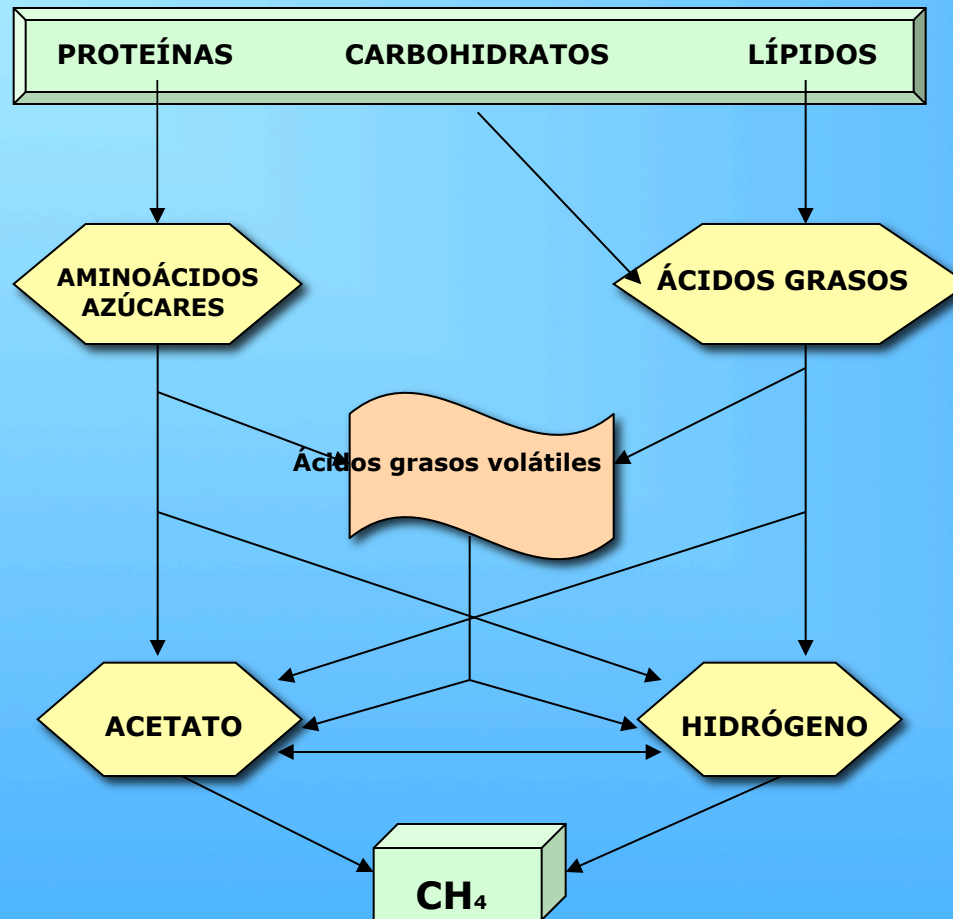 PROTEÍNAS CARBOHIDRATOS LÍPIDOS
AMINOÁCIDOS
AZÚCARES
ÁCIDOS GRASOS
Ácidos grasos volátiles
ACETATO
HIDRÓGENO
CH₄